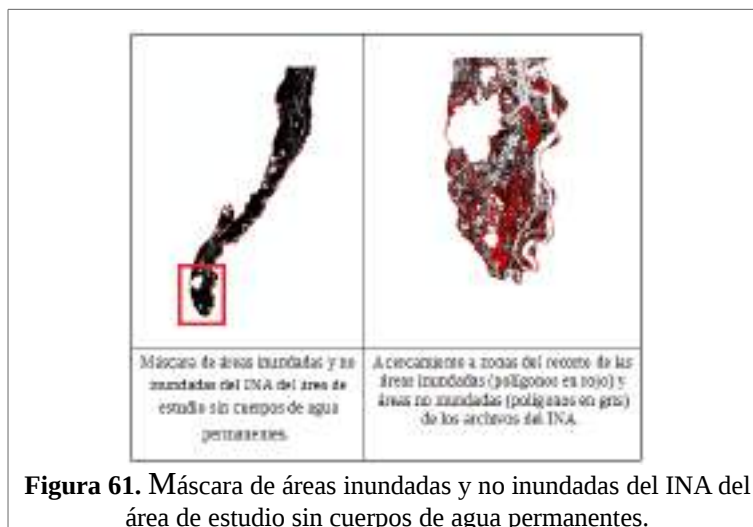 Máscara de áreas inundadas y no
inundadas del INA del área de
estudio sin cuerpos de agua
permanentes.
Acercamiento a zonas del recorte de las
áreas inundadas (polígonos en rojo) y
áreas no inundadas (polígonos en gris)
de los archivos del INA
Figura 61. Máscara de áreas inundadas y no inundadas del INA del
área de estudio sin cuerpos de agua permanentes.